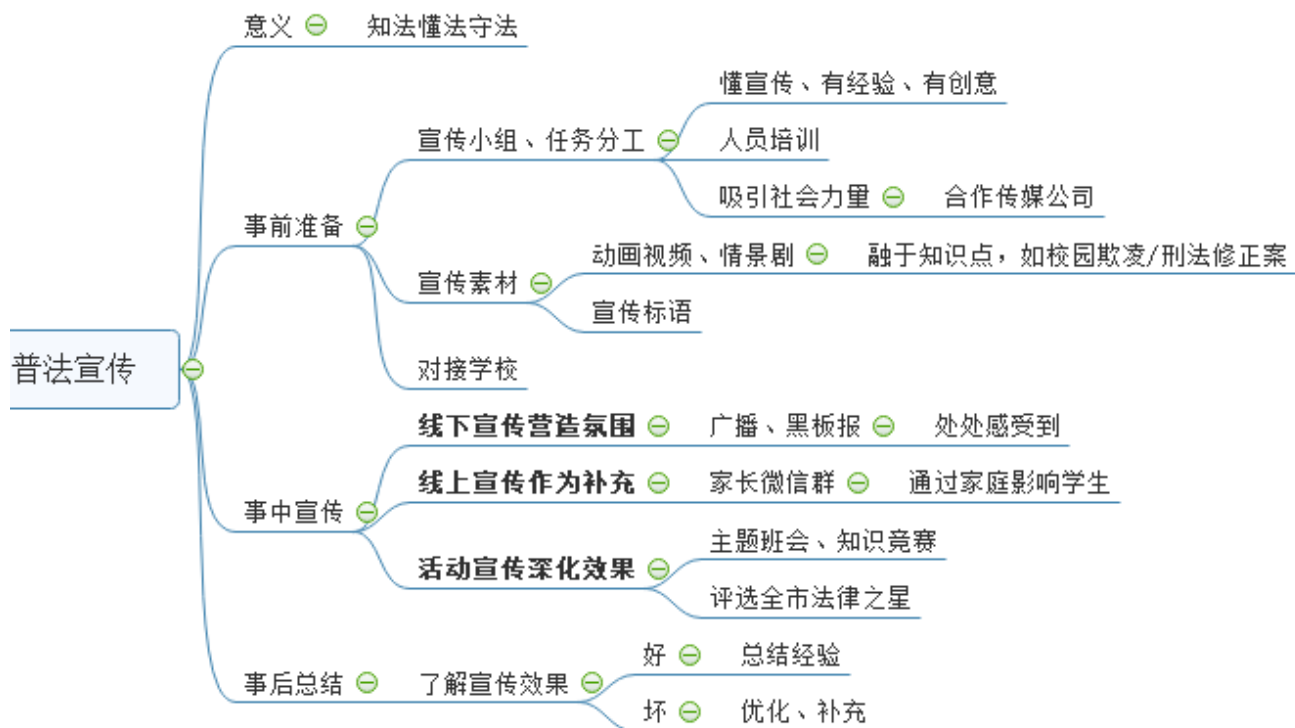 普法宣传
意义
知法懂法守法
事前准备
宣传小组、任务分工
懂宣传、有经验、有创意
人员培训
吸引社会力量
合作传媒公司
宣传素材
动画视频、情景剧
融于知识点，如校园欺凌/刑法修正案
宣传标语
对接学校
事中宣传
线下宣传营造氛围
广播、黑板报
处处感受到
线上宣传作为补充
家长微信群
通过家庭影响学生
活动宣传深化效果
主题班会、知识竞赛
评选全市法律之星
事后总结
了解宣传效果
好
总结经验
坏
优化、补充